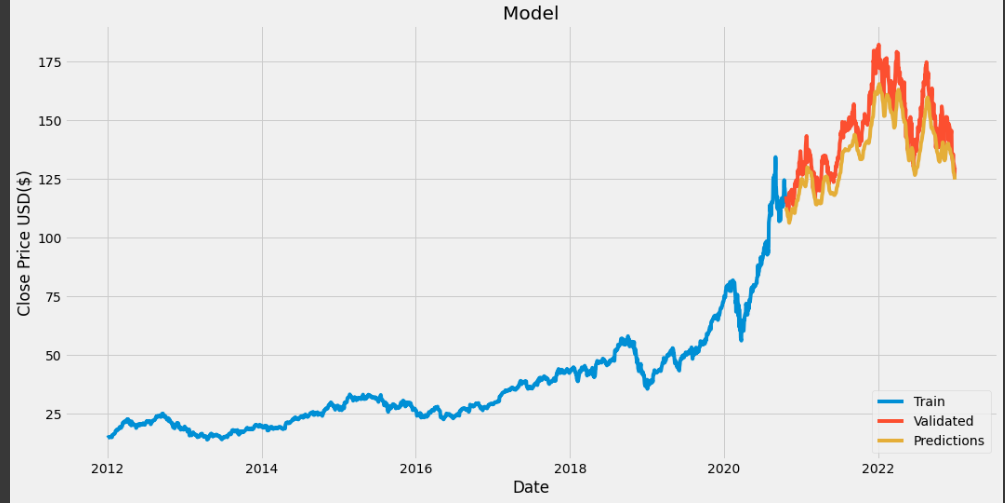 Model
Close Price USD($)
175
150
125
100
75
50
25
2012 2014 2016 2018 2020 2022
Date
Train
Validated
Predictions